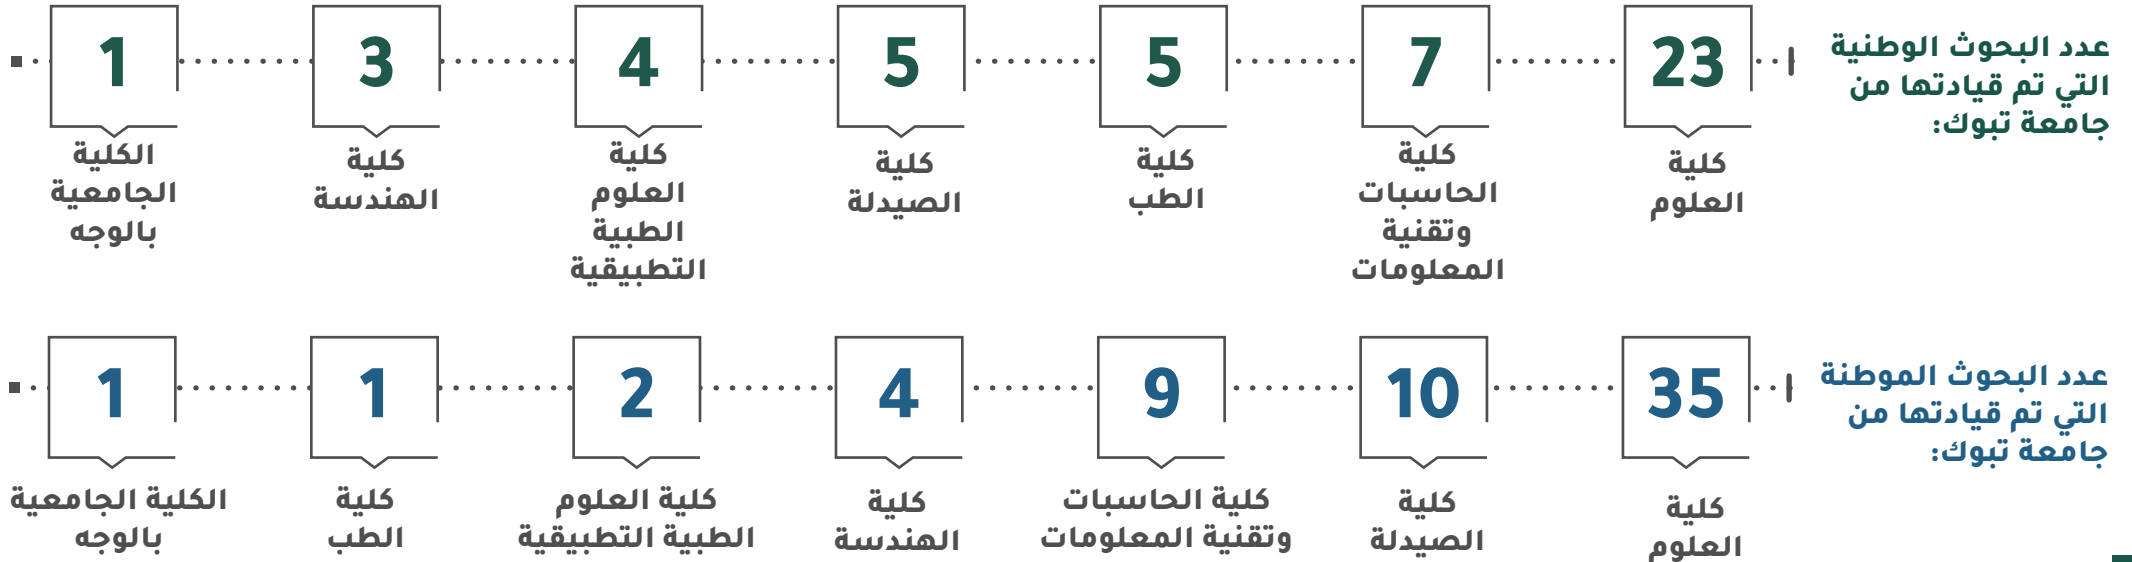 عدد البحوث الوطنية
التي تم قيادتها من
جامعة تبوك:
23
كلية
العلوم
7
كلية
الحاسبات
وتقنية
المعلومات
5
كلية
الطب
5
كلية
الصيدلة
4
كلية
العلوم
الطبية
التطبيقية
3
كلية
الهندسة
1
الكلية
الجامعية
بالوجه
عدد البحوث الموطنة
التي تم قيادتها من
جامعة تبوك:
35
كلية
العلوم
10
كلية
الصيدلة
9
كلية الحاسبات
وتقنية المعلومات
4
كلية
الهندسة
2
كلية العلوم
الطبية التطبيقية
1
كلية
الطب
1
الكلية الجامعية
بالوجه